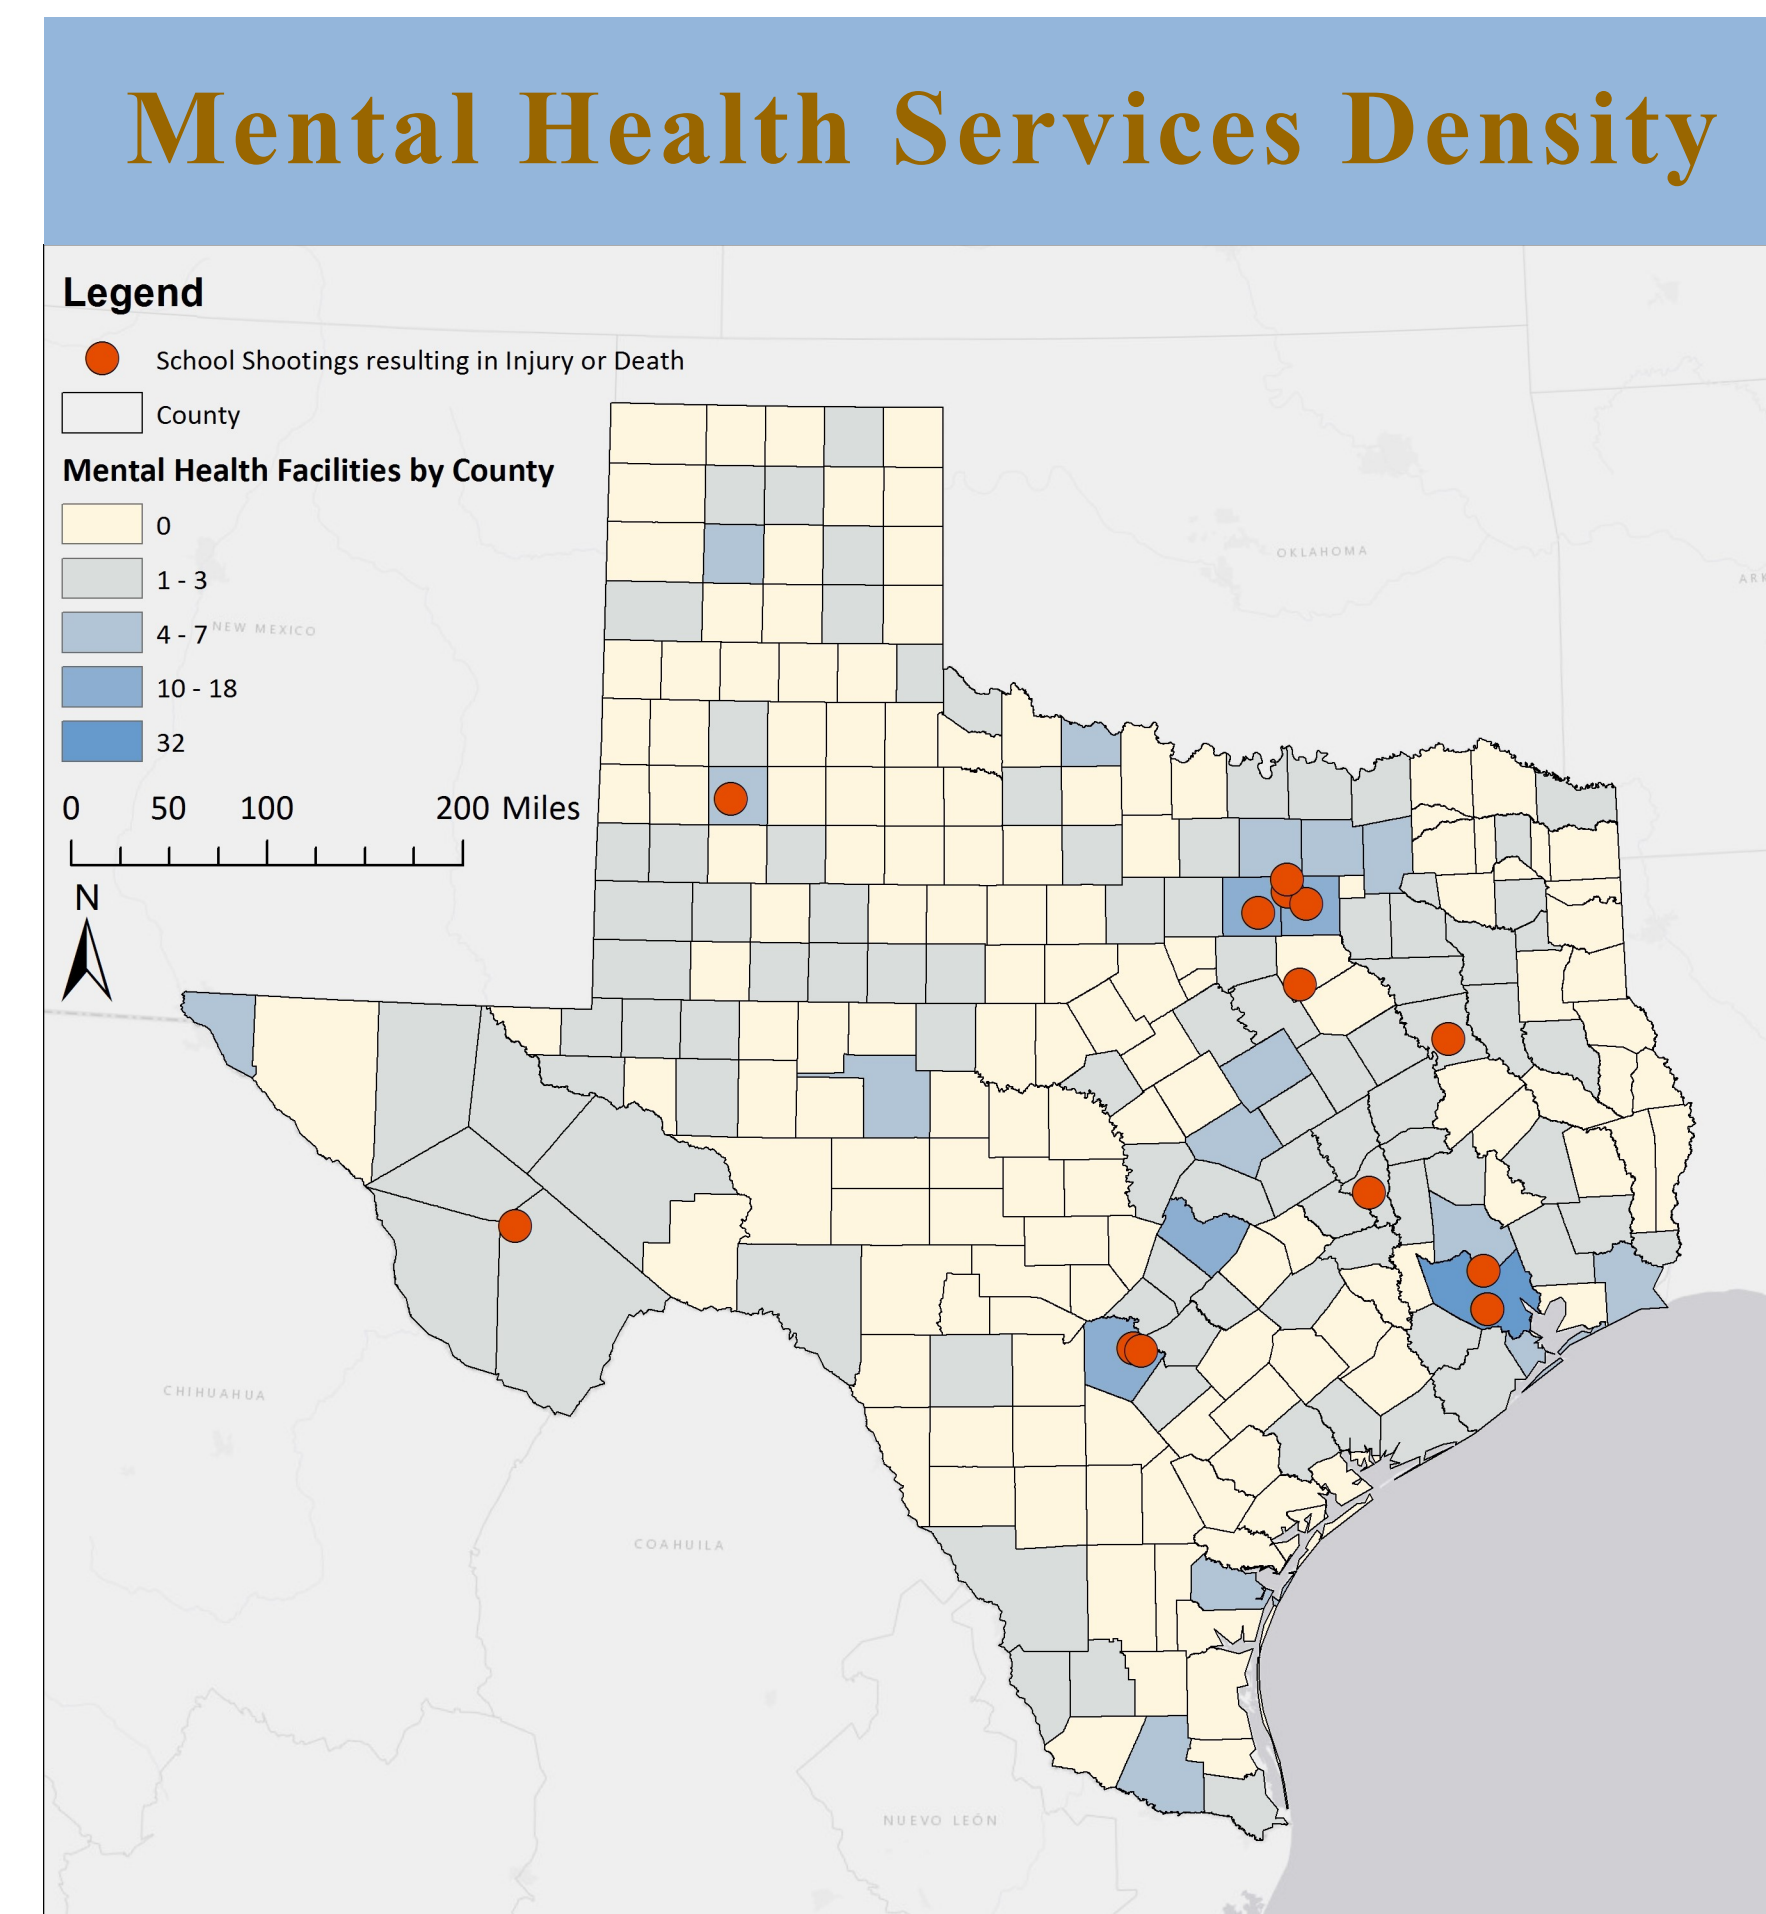 Mental Health Services Density
Legend
School Shootings resulting in Injury or Death
County
Mental Health Facilities by County
0
1 - 3
4 - 7
10 - 18
32
0 50 100 200 Miles
N
NEW MEXICO
OKLAHOMA
ARK
CHIHUAHUA
COAHUILA
NUEVO LEÓN